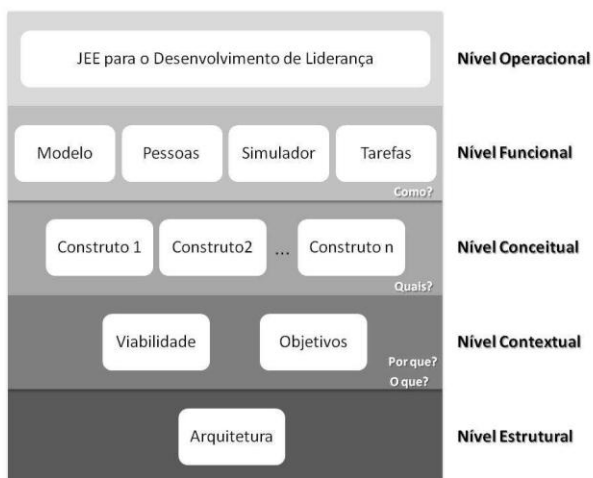 JEE para o Desenvolvimento de Liderança
Nível Operacional
Modelo
Pessoas
Simulador
Tarefas
Nível Funcional
Como?
Construto 1
Construto2
...
Construto n
Nível Conceitual
Quais?
Viabilidade
Objetivos
Nível Contextual
Por que?
O que?
Arquitetura
Nível Estrutural